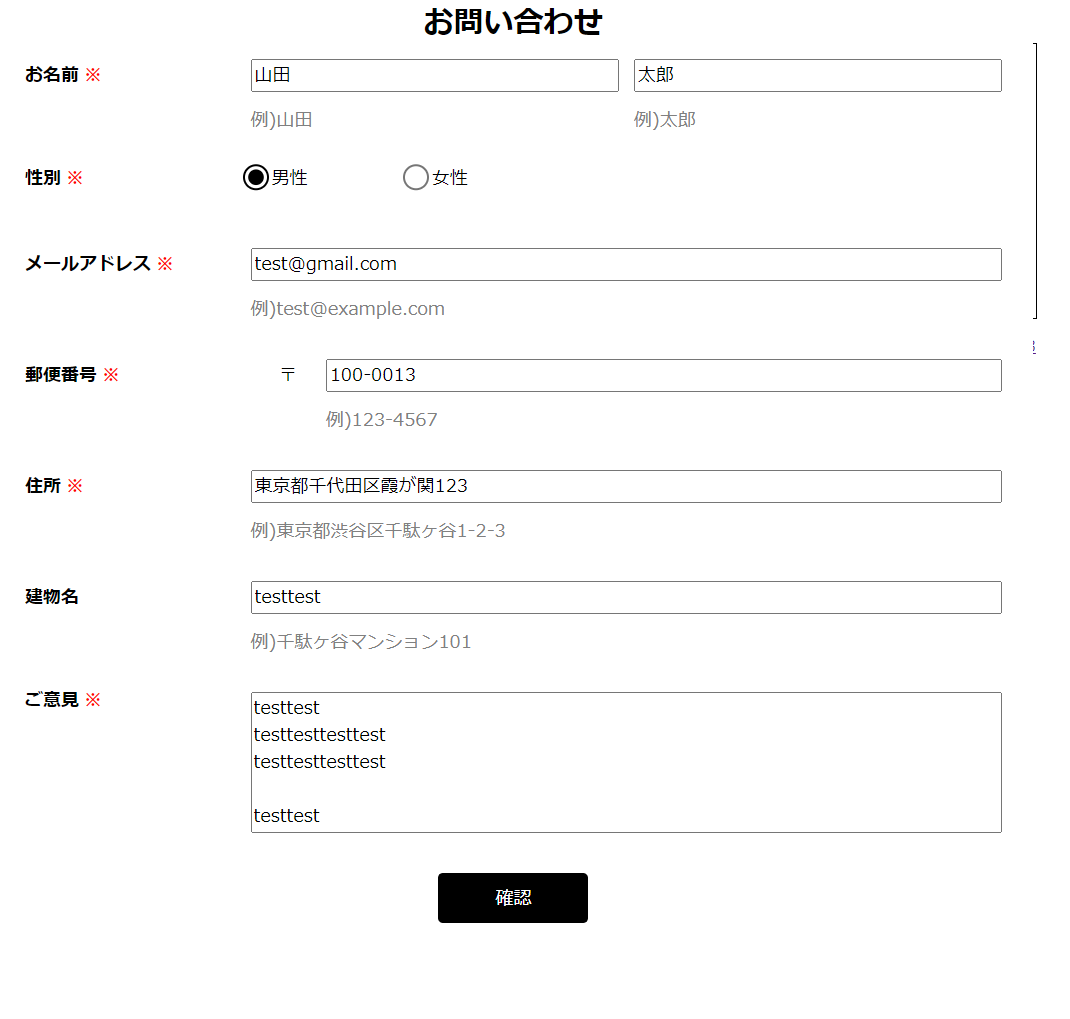 お問い合わせ
お名前 ※ 山田 太郎
例)山田 例)太郎
性別 ※ 男性 女性
メールアドレス ※ test@gmail.com
例)test@example.com
郵便番号 ※ 〒 100-0013
例)123-4567
住所 ※ 東京都千代田区霞が関123
例)東京都渋谷区千駄ヶ谷1-2-3
建物名 testtest
例)千駄ヶ谷マンション101
ご意見 ※ testtest
testtesttesttest
testtesttesttest
testtest
確認